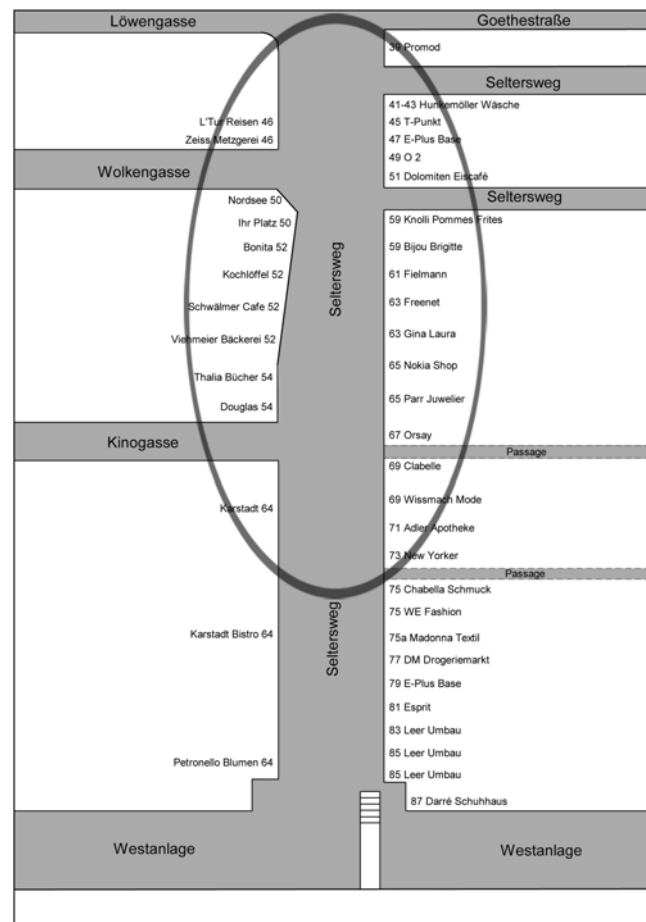 Löwengasse
Goethestraße
39 Promod
Seltersweg
41-43 Hunkemöller Wäsche
L'Tur Reisen 46
45 T-Punkt
Zeiss Metzgerei 46
47 E-Plus Base
49 O 2
Wolkengasse
51 Dolomiten Eiscafé
Seltersweg
Nordsee 50
Ihr Platz 50
59 Knolli Pommes Frites
Bonita 52
59 Bijou Brigitte
Kochlöffel 52
61 Fielmann
Seltersweg
Schwälmer Cafe 52
63 Freenet
Viehmeier Bäckerei 52
63 Gina Laura
Thalia Bücher 54
65 Nokia Shop
Douglas 54
65 Parr Juwelier
Kinogasse
67 Orsay
Passage
69 Clabelle
Karstadt 64
69 Wissmach Mode
71 Adler Apotheke
73 New Yorker
Passage
75 Chabella Schmuck
Seltersweg
75 WE Fashion
Karstadt Bistro 64
75a Madonna Textil
77 DM Drogeriemarkt
79 E-Plus Base
81 Esprit
83 Leer Umbau
Petronello Blumen 64
85 Leer Umbau
85 Leer Umbau
87 Darré Schuhhaus
Westanlage
Westanlage